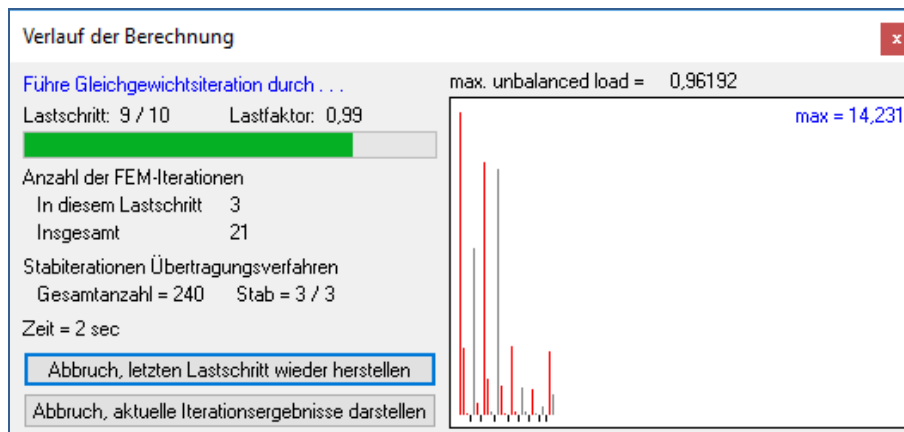 Verlauf der Berechnung
x
Führe Gleichgewichtsiteration durch . . .
Lastschritt: 9 / 10 Lastfaktor: 0,99
Anzahl der FEM-Iterationen
In diesem Lastschritt 3
Insgesamt 21
Stabiterationen Übertragungsverfahren
Gesamtanzahl = 240 Stab = 3 / 3
Zeit = 2 sec
Abbruch, letzten Lastschritt wieder herstellen
Abbruch, aktuelle Iterationsergebnisse darstellen
max. unbalanced load = 0,96192
max = 14,231